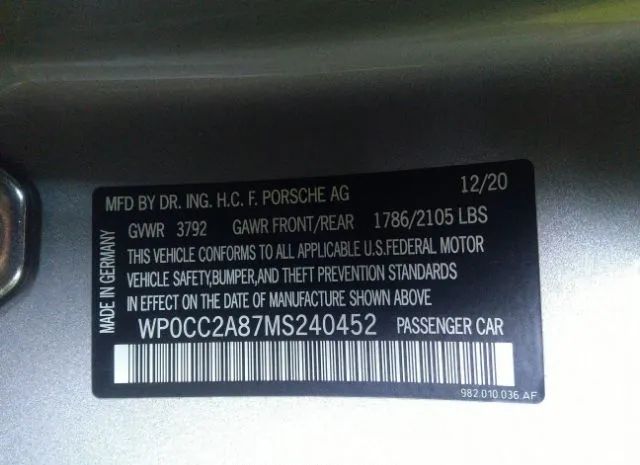 MFD BY DR. ING. H.C. F. PORSCHE AG 12/20
GVWR 3792 GAWR FRONT/REAR 1786/2105 LBS
THIS VEHICLE CONFORMS TO ALL APPLICABLE U.S.FEDERAL MOTOR
VEHICLE SAFETY,BUMPER,AND THEFT PREVENTION STANDARDS
IN EFFECT ON THE DATE OF MANUFACTURE SHOWN ABOVE
WP0CC2A87MS240452 PASSENGER CAR
982.010.036.AF
MADE IN GERMANY